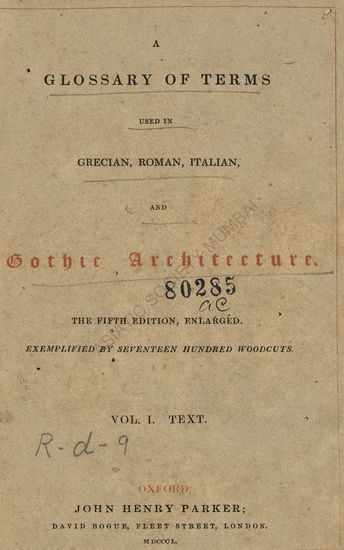 A
GLOSSARY OF TERMS
USED IN
GRECIAN, ROMAN, ITALIAN,
AND
Gothic Architecture.
80285
ac
THE FIFTH EDITION, ENLARGED.
EXEMPLIFIED BY SEVENTEEN HUNDRED WOODCUTS.
VOL. I. TEXT.
R-d-9
OXFORD:
JOHN HENRY PARKER;
DAVID BOGUE, FLEET STREET, LONDON.
MDCCCL.